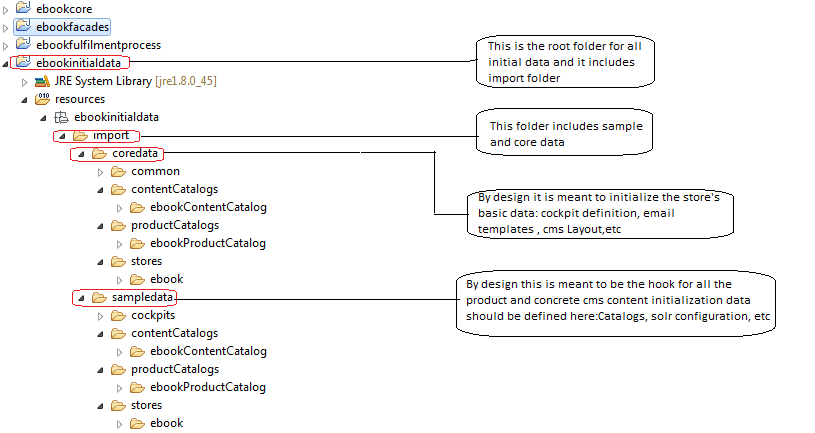 ebookcore
ebookfacades
ebookfulfilmentprocess
ebookinitialdata
This is the root folder for all
initial data and it includes
import folder
JRE System Library [jre1.8.0_45]
resources
ebookinitialdata
import
This folder includes sample
and core data
coredata
common
contentCatalogs
ebookContentCatalog
productCatalogs
ebookProductCatalog
stores
ebook
By design it is meant to initialize the store's
basic data: cockpit definition, email
templates , cms Layout,etc
sampledata
By design this is meant to be the hook for all the
product and concrete cms content initialization data
should be defined here:Catalogs, solr configuration, etc
cockpits
contentCatalogs
ebookContentCatalog
productCatalogs
ebookProductCatalog
stores
ebook